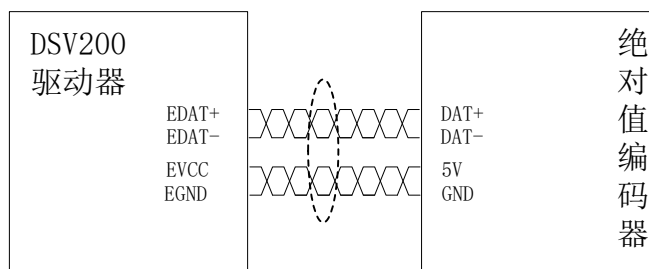 DSV200
驱动器
EDAT+
EDAT-
EVCC
EGND
DAT+
DAT-
5V
GND
绝
对
值
编
码
器